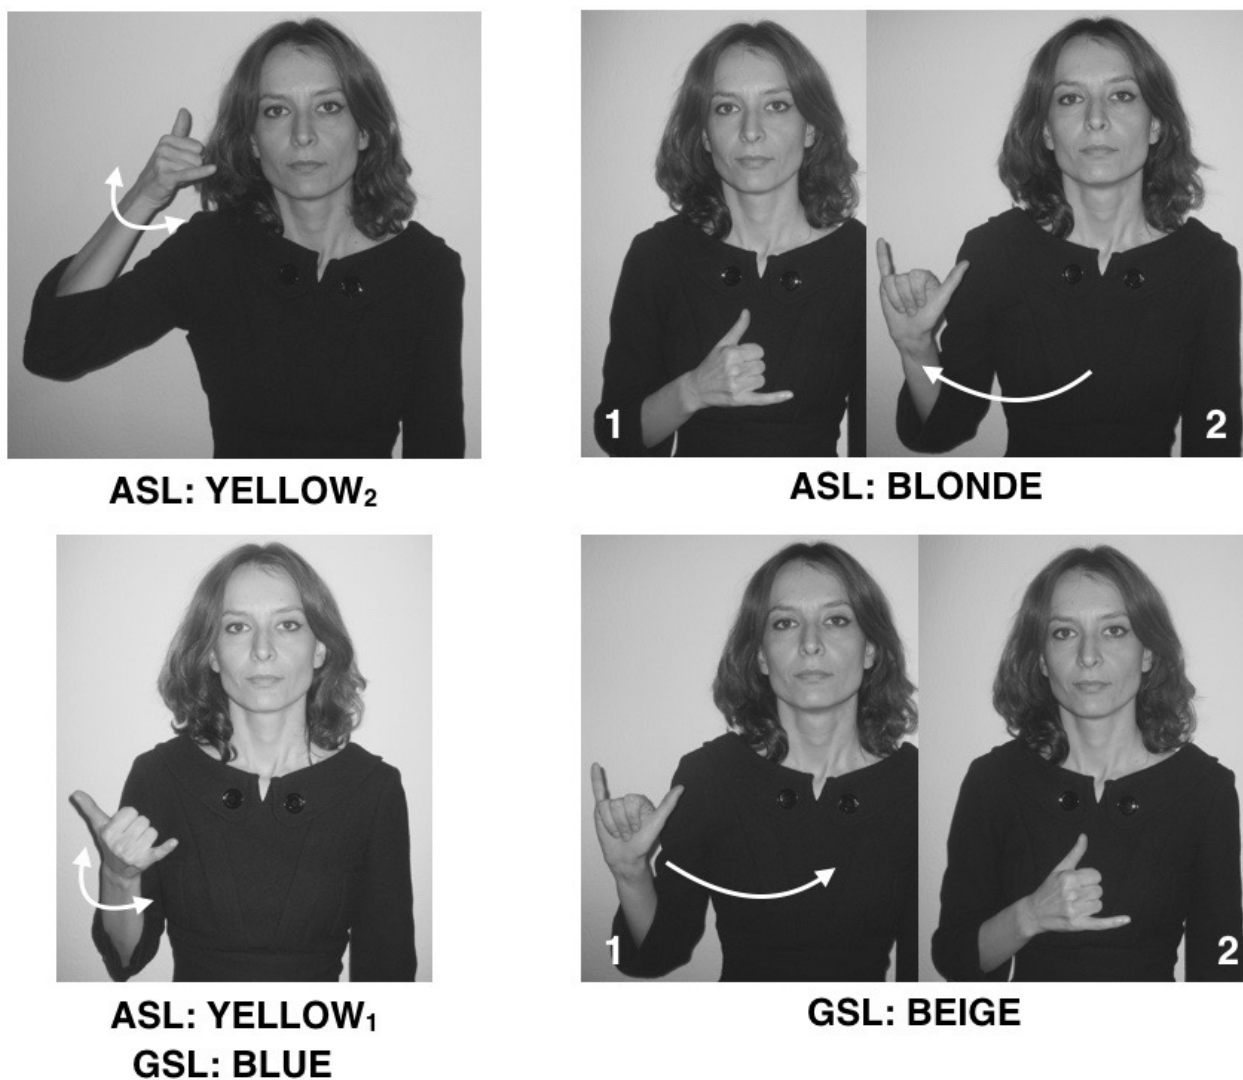 1
2
ASL: YELLOW₂
ASL: BLONDE
1
2
ASL: YELLOW₁
GSL: BLUE
GSL: BEIGE